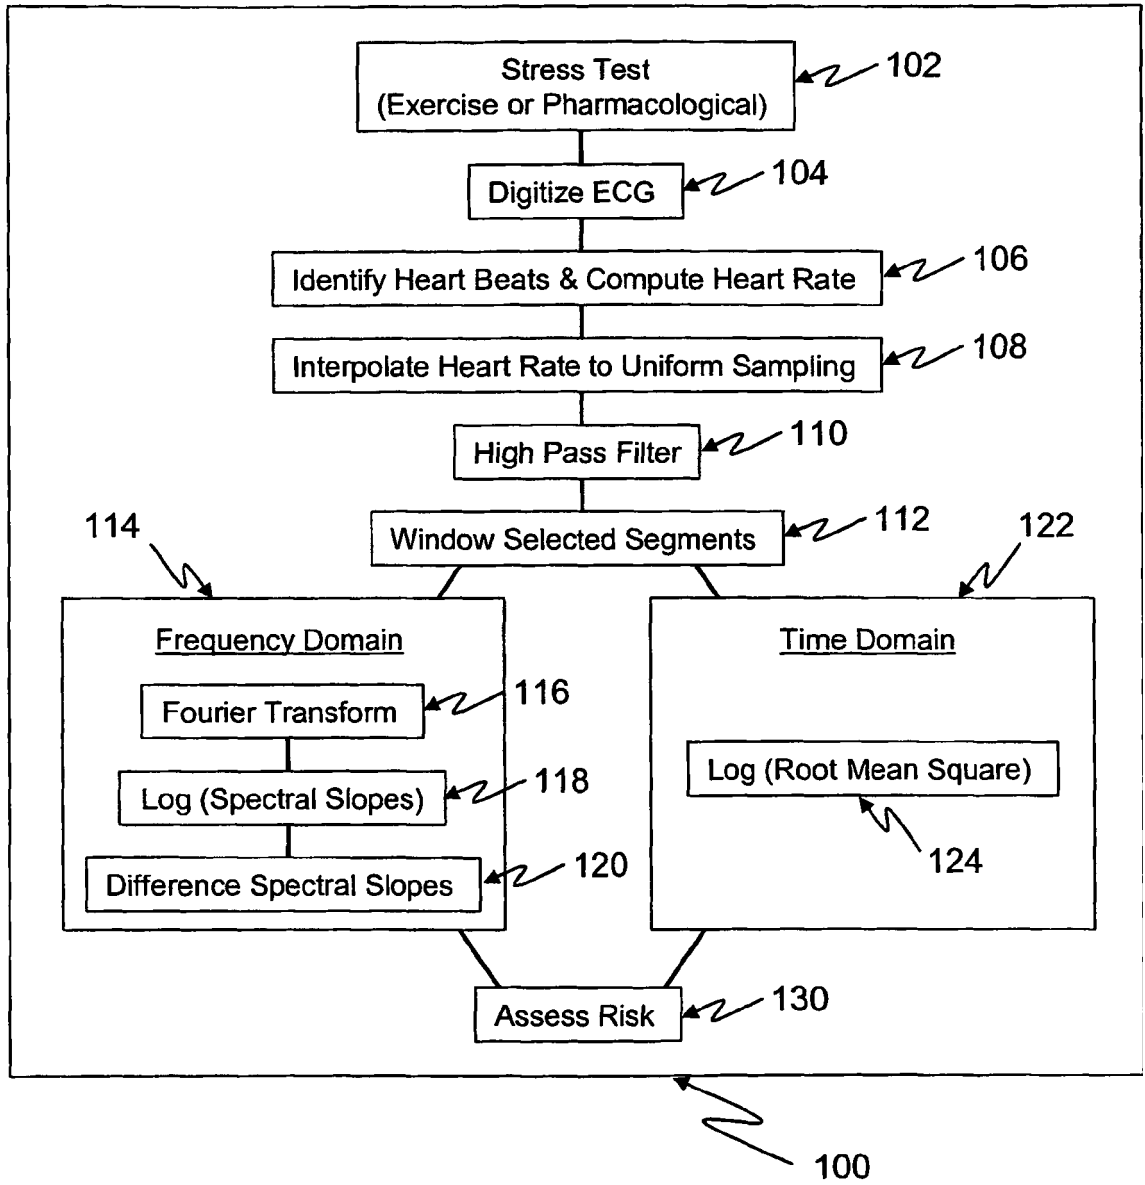 Stress Test
(Exercise or Pharmacological)
102
Digitize ECG
104
Identify Heart Beats & Compute Heart Rate
106
Interpolate Heart Rate to Uniform Sampling
108
High Pass Filter
110
Window Selected Segments
112
114
Frequency Domain
Fourier Transform
116
Log (Spectral Slopes)
118
Difference Spectral Slopes
120
122
Time Domain
Log (Root Mean Square)
124
Assess Risk
130
100